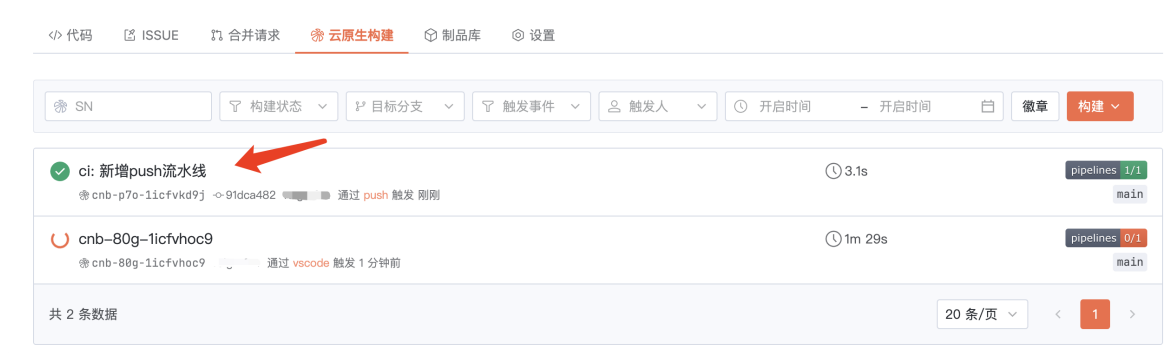 代码 ISSUE 合并请求 云原生构建 制品库 设置
SN 构建状态 目标分支 触发事件 触发人 开启时间 – 开启时间 徽章 构建
ci: 新增push流水线 3.1s pipelines 1/1
cnb-p7o-1icfvkd9j 91dca482 通过 push 触发 刚刚 main
cnb-80g-1icfvhoc9 1m 29s pipelines 0/1
cnb-80g-1icfvhoc9 通过 vscode 触发 1 分钟前 main
共 2 条数据 20 条/页 < 1 >